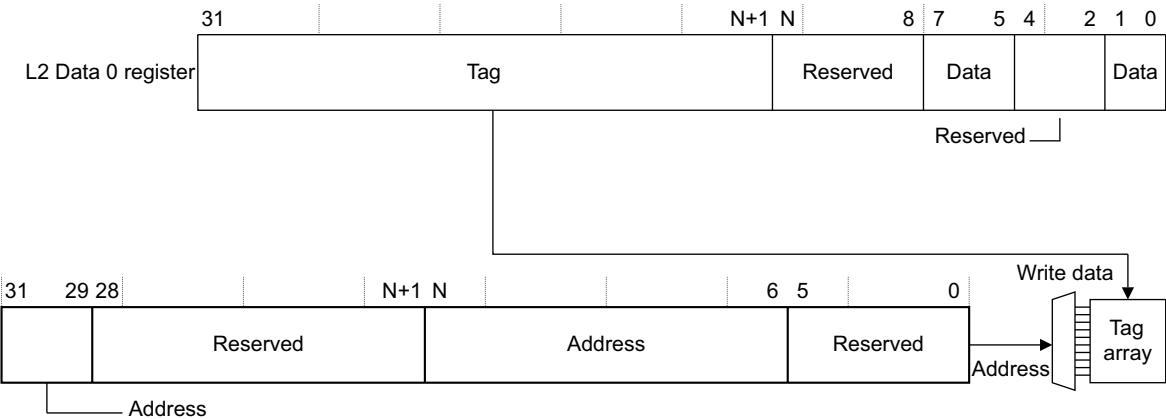 31 N+1 N 8 7 5 4 2 1 0
L2 Data 0 register Tag Reserved Data Data
Reserved
Write data
31 29 28 N+1 N 6 5 0
Reserved Address Reserved Tag
array
Address
Address